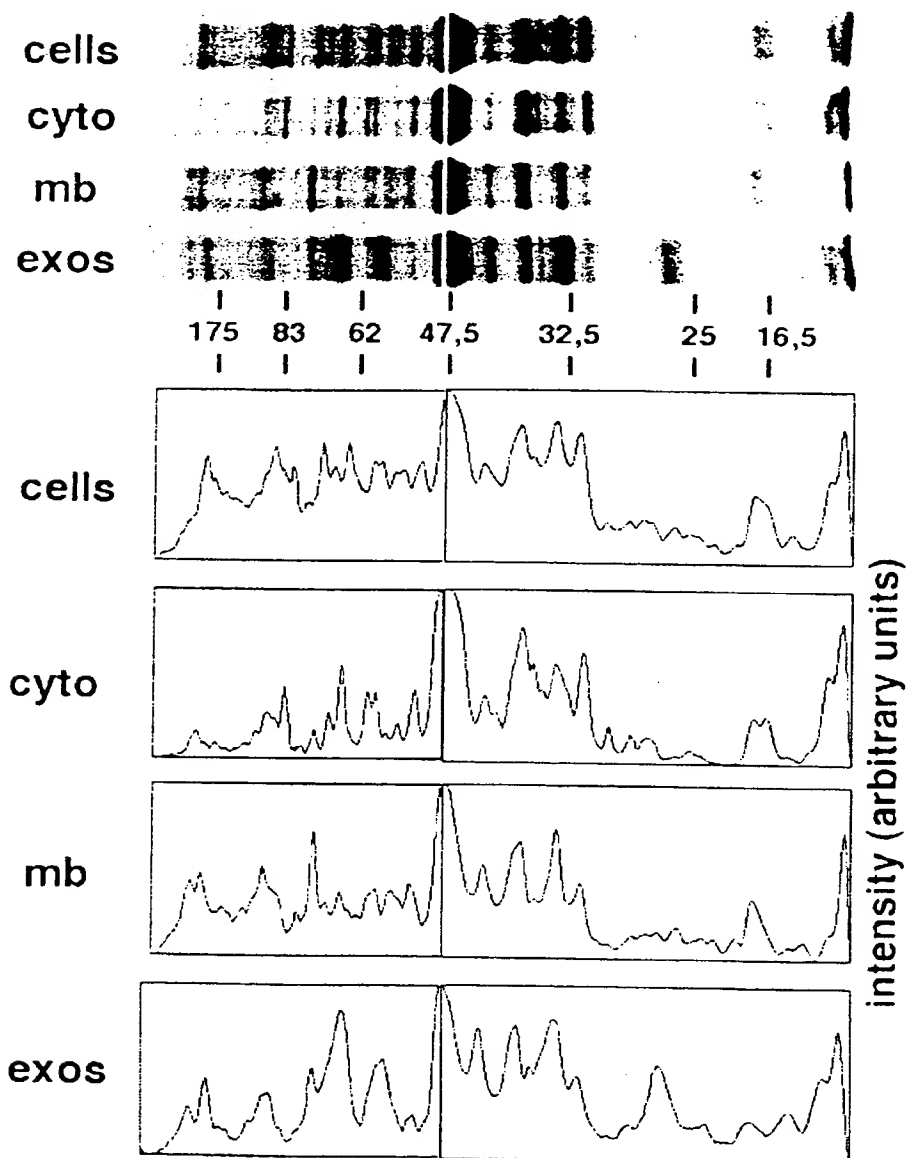 cells
cyto
mb
exos
175 83 62 47,5 32,5 25 16,5
cells
cyto
mb
exos
intensity (arbitrary units)